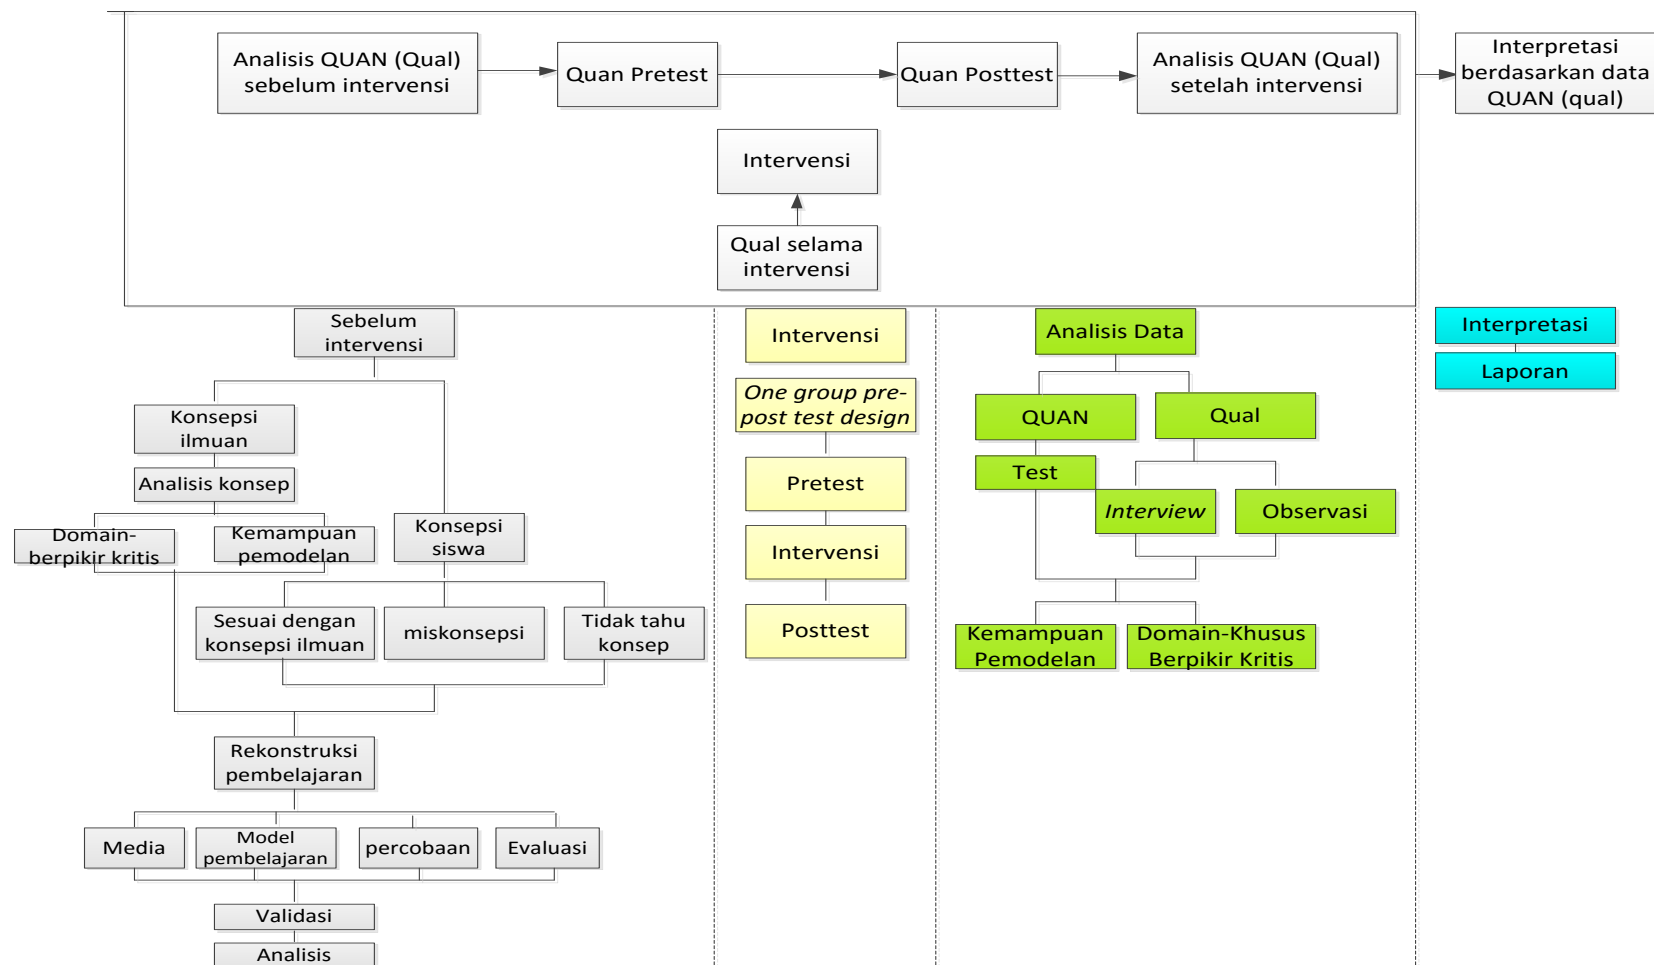 Analisis QUAN (Qual)
sebelum intervensi
Quan Pretest
Quan Posttest
Analisis QUAN (Qual)
setelah intervensi
Interpretasi
berdasarkan data
QUAN (qual)
Intervensi
Qual selama
intervensi
Sebelum
intervensi
Konsepsi
ilmuan
Analisis konsep
Domain-
berpikir kritis
Kemampuan
pemodelan
Konsepsi
siswa
Sesuai dengan
konsepsi ilmuan
miskonsepsi
Tidak tahu
konsep
Rekonstruksi
pembelajaran
Media
Model
pembelajaran
percobaan
Evaluasi
Validasi
Analisis
Intervensi
One group pre-
post test design
Pretest
Intervensi
Posttest
Analisis Data
QUAN
Qual
Test
Interview
Observasi
Kemampuan
Pemodelan
Domain-Khusus
Berpikir Kritis
Interpretasi
Laporan